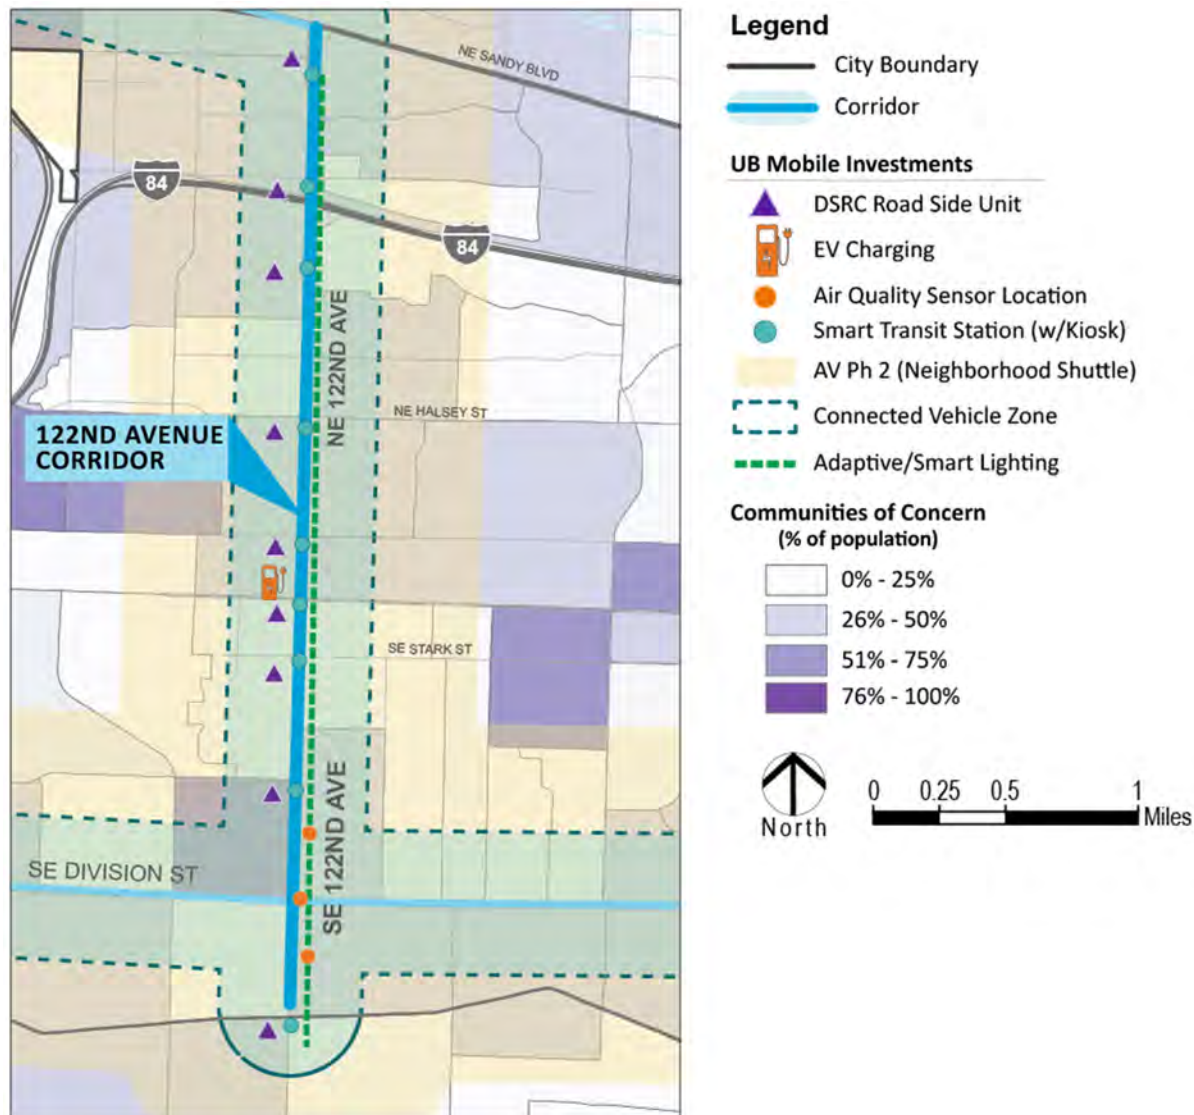 NE SANDY BLVD
84
84
NE 122ND AVE
NE HALSEY ST
122ND AVENUE
CORRIDOR
SE STARK ST
SE 122ND AVE
SE DIVISION ST
Legend
City Boundary
Corridor
UB Mobile Investments
DSRC Road Side Unit
EV Charging
Air Quality Sensor Location
Smart Transit Station (w/Kiosk)
AV Ph 2 (Neighborhood Shuttle)
Connected Vehicle Zone
Adaptive/Smart Lighting
Communities of Concern
(% of population)
0% - 25%
26% - 50%
51% - 75%
76% - 100%
North
0 0.25 0.5 1
Miles